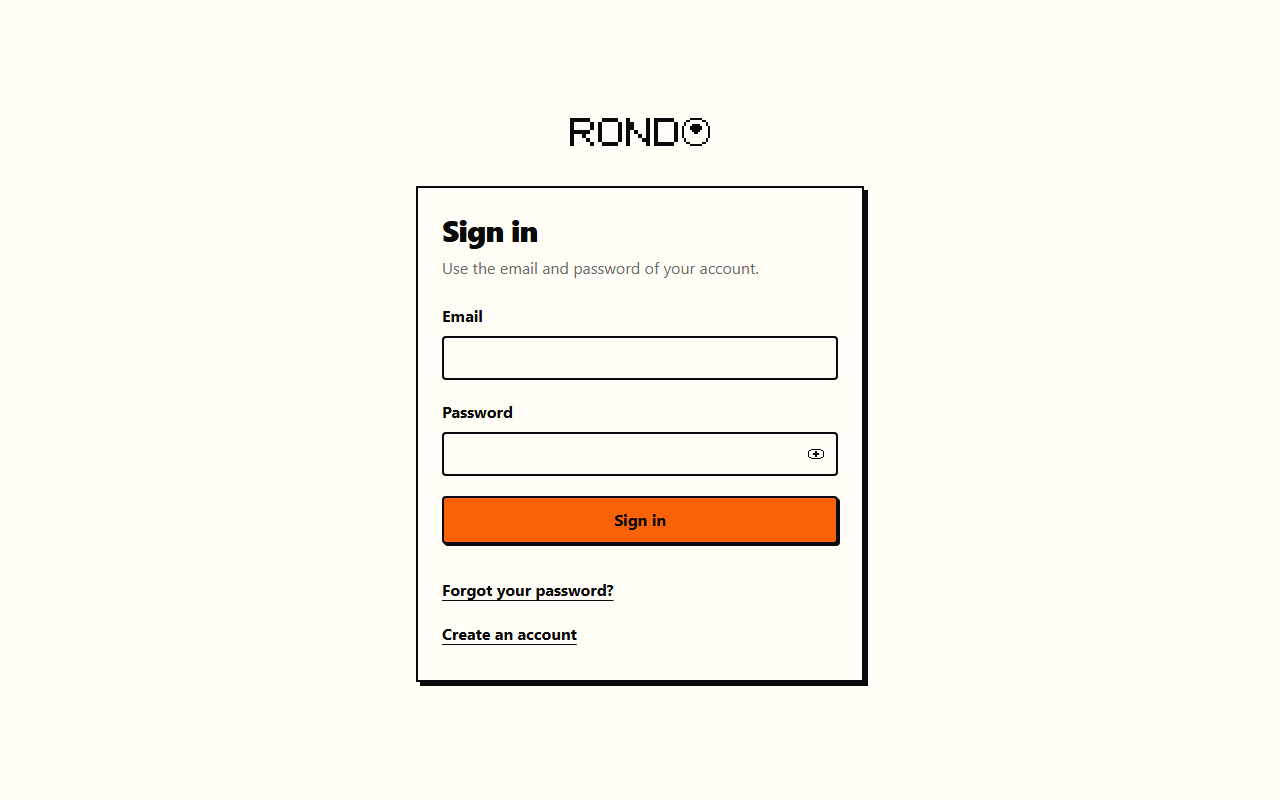 RONDO
Sign in
Use the email and password of your account.
Email
Password
Sign in
Forgot your password?
Create an account